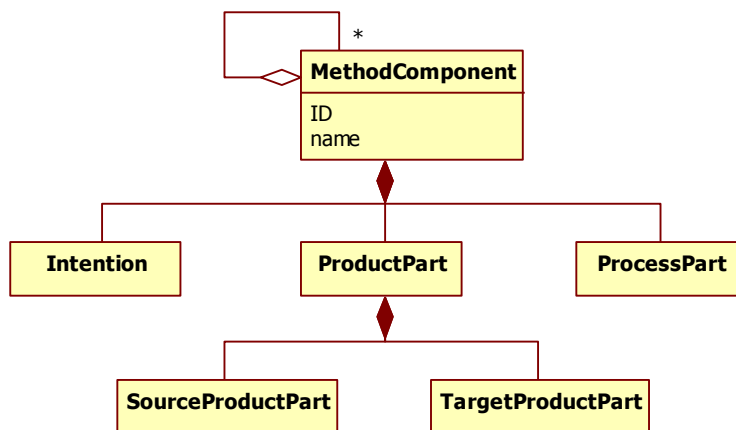 *
MethodComponent
ID
name
Intention
ProductPart
ProcessPart
SourceProductPart
TargetProductPart